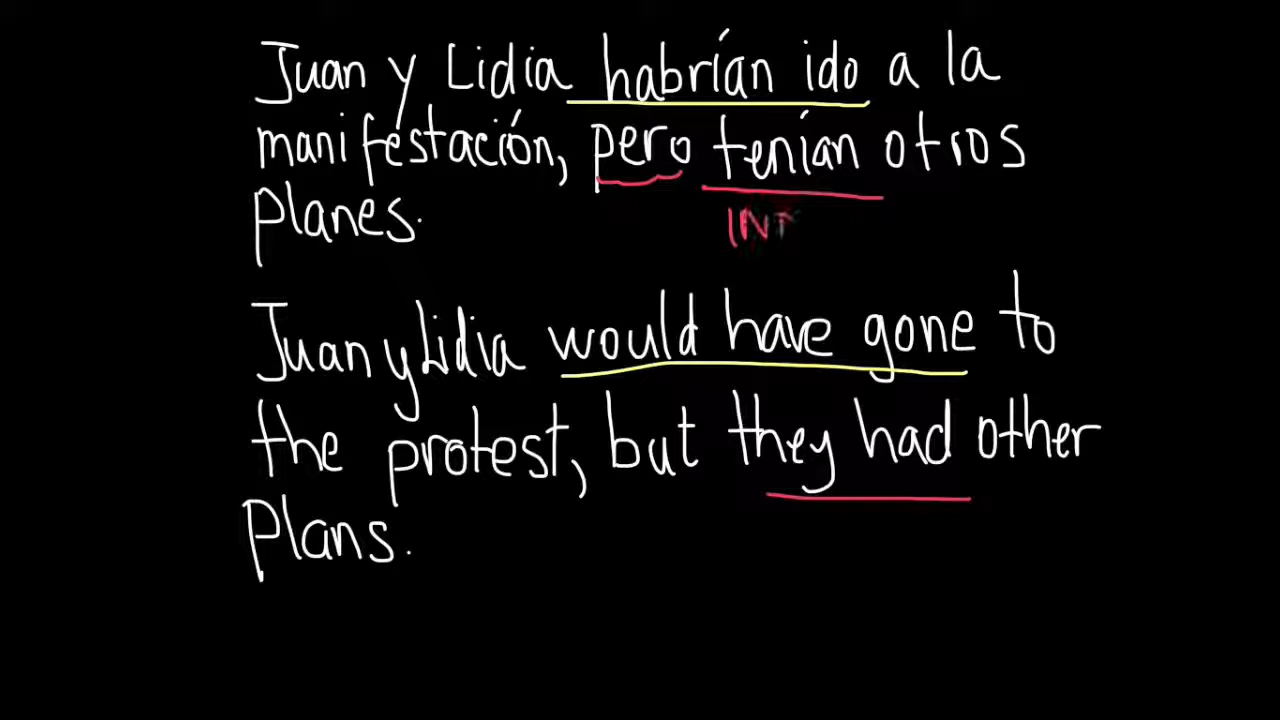 Juan y Lidia habrían ido a la
manifestación, pero tenían otros
planes.
Juan y Lidia would have gone to
the protest, but they had other
Plans.